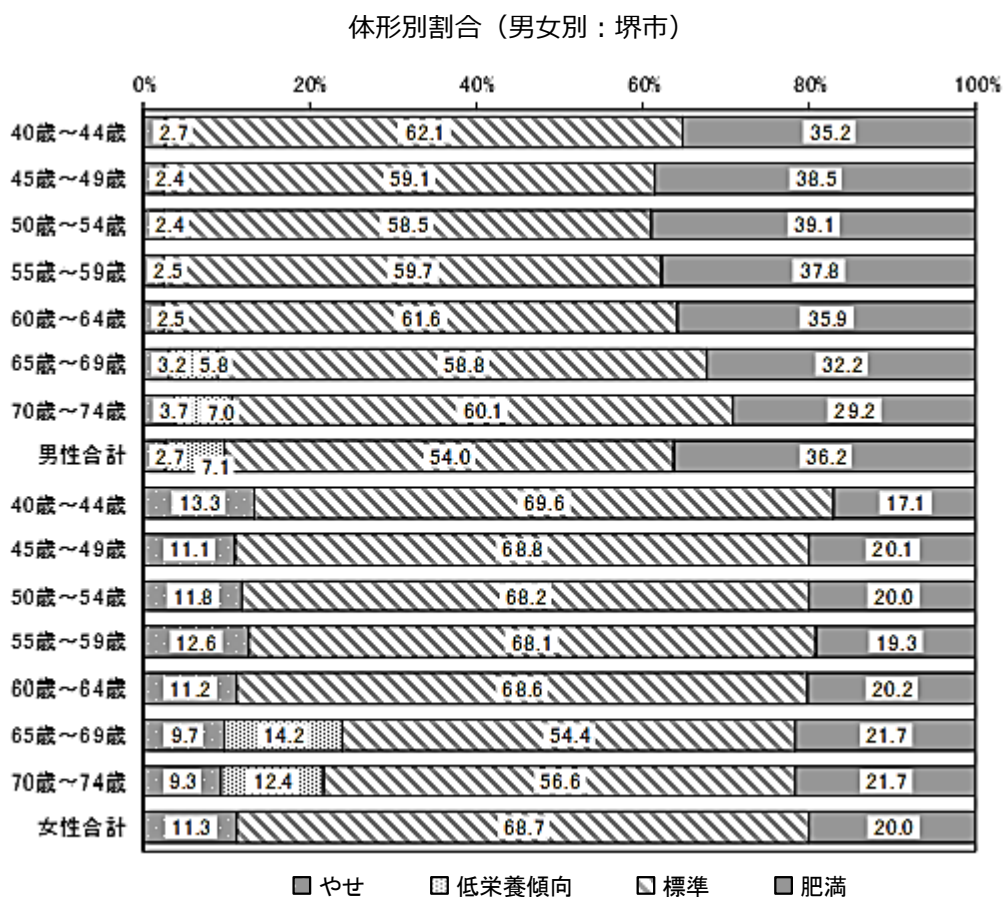 体形別割合（男女別：堺市）
0% 20% 40% 60% 80% 100%
40歳～44歳 2.7 62.1 35.2
45歳～49歳 2.4 59.1 38.5
50歳～54歳 2.4 58.5 39.1
55歳～59歳 2.5 59.7 37.8
60歳～64歳 2.5 61.6 35.9
65歳～69歳 3.2 5.8 58.8 32.2
70歳～74歳 3.7 7.0 60.1 29.2
男性合計 2.7 7.1 54.0 36.2
40歳～44歳 13.3 69.6 17.1
45歳～49歳 11.1 68.8 20.1
50歳～54歳 11.8 68.2 20.0
55歳～59歳 12.6 68.1 19.3
60歳～64歳 11.2 68.6 20.2
65歳～69歳 9.7 14.2 54.4 21.7
70歳～74歳 9.3 12.4 56.6 21.7
女性合計 11.3 68.7 20.0
やせ 低栄養傾向 標準 肥満